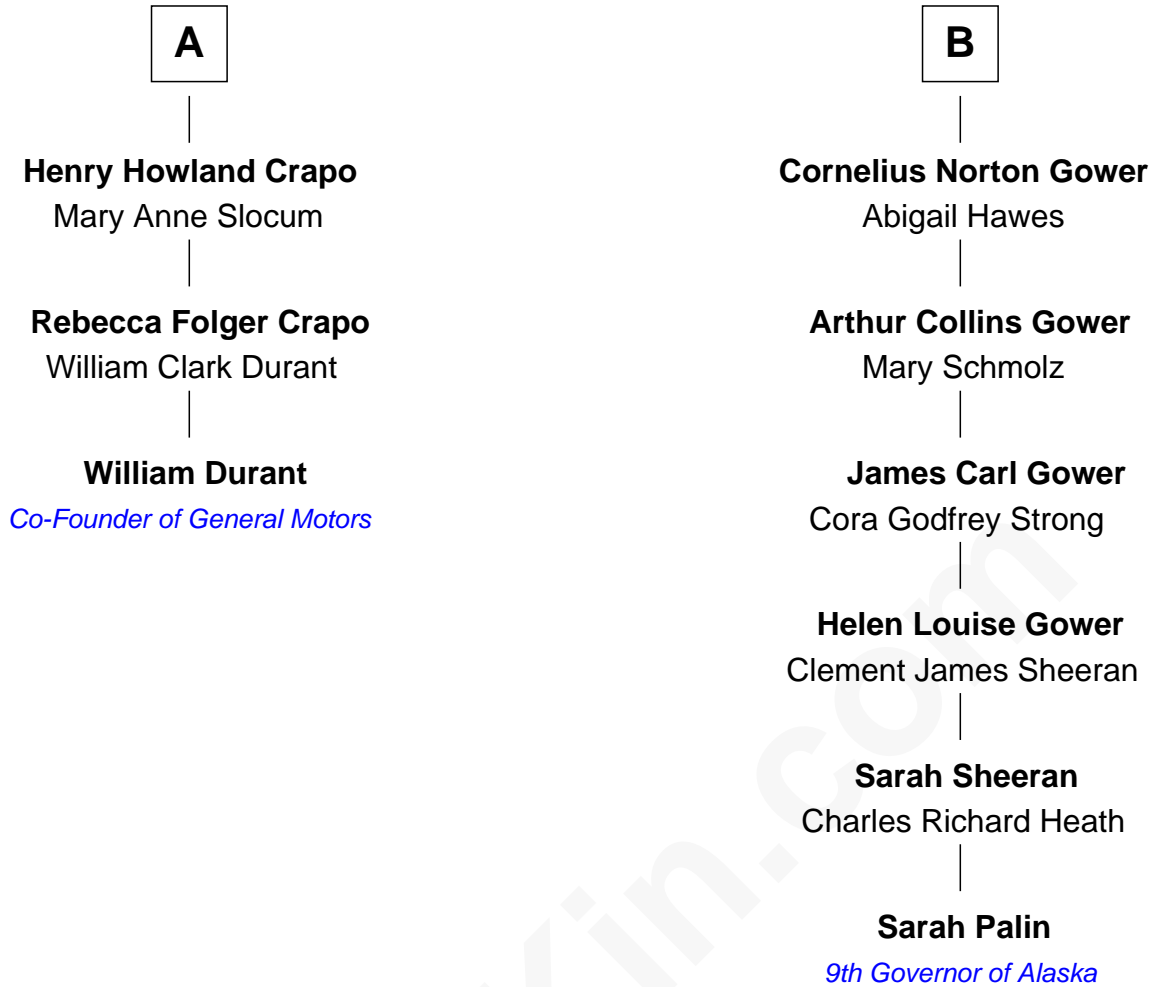 A
Henry Howland Crapo
Mary Anne Slocum
Rebecca Folger Crapo
William Clark Durant
William Durant
Co-Founder of General Motors
B
Cornelius Norton Gower
Abigail Hawes
Arthur Collins Gower
Mary Schmolz
James Carl Gower
Cora Godfrey Strong
Helen Louise Gower
Clement James Sheeran
Sarah Sheeran
Charles Richard Heath
Sarah Palin
9th Governor of Alaska
Kin.com